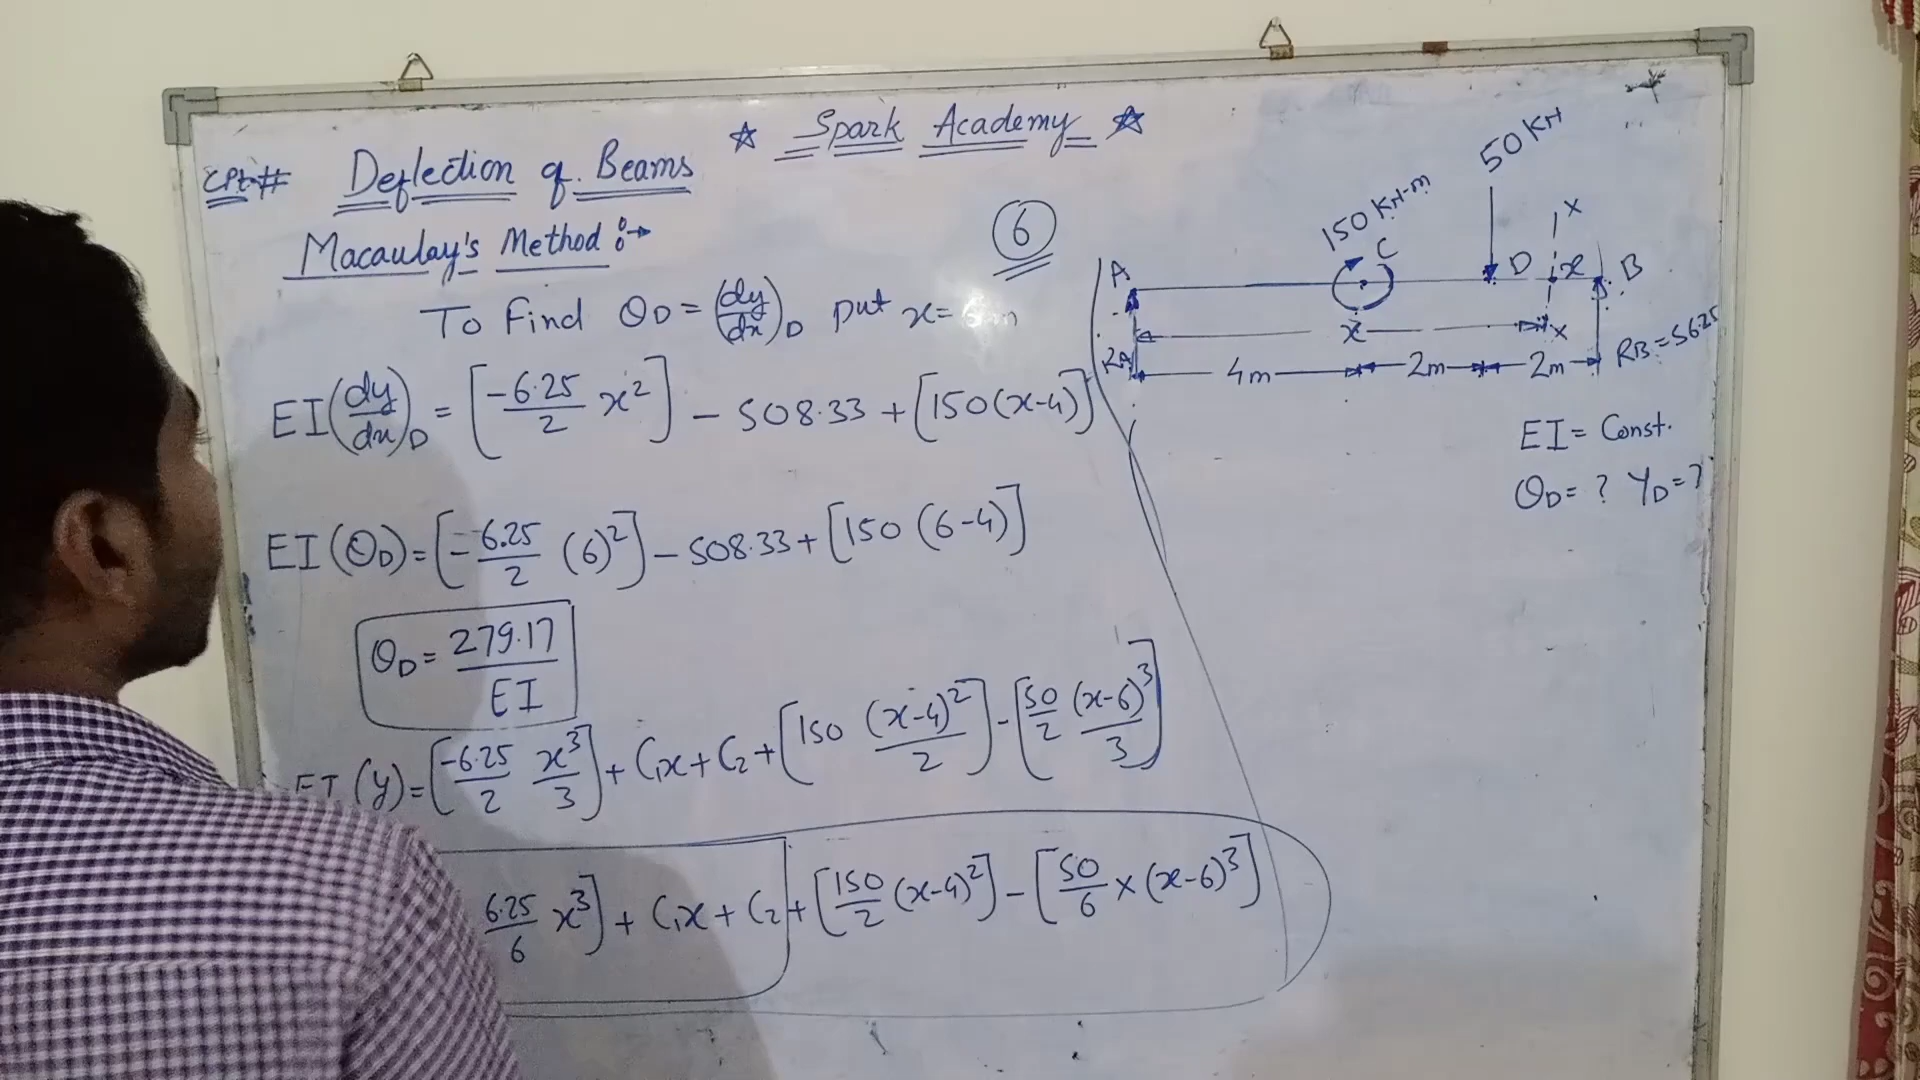 ☆ Spark Academy ☆
CPt# Deflection of Beams
Macaulay's Method :→
6
To Find θD = (dy/dx)D put x=
EI(dy/dx)D = [-6.25/2 x²] - 508.33 + [150(x-4)]
EI(θD) = [-6.25/2 (6)²] - 508.33 + [150 (6-4)]
θD = 279.17/EI
EI (y) = [-6.25/2 x³/3] + C₁x + C₂ + [150 (x-4)²/2] - [50/2 (x-6)³/3]
6.25/6 x³] + C₁x + C₂ + [150/2 (x-4)²] - [50/6 × (x-6)³]
50 KN
150 KN-m
x
A C D x B
x x
RA 4m 2m 2m RB=56.25
EI = Const.
θD = ? YD = ?